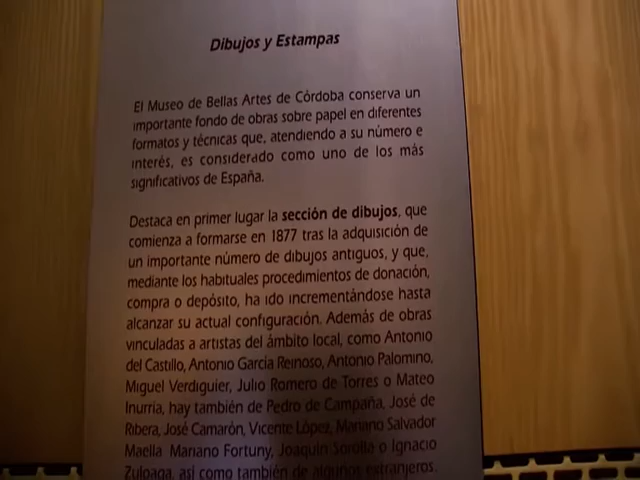 Dibujos y Estampas
El Museo de Bellas Artes de Córdoba conserva un
importante fondo de obras sobre papel en diferentes
formatos y técnicas que, atendiendo a su número e
interés, es considerado como uno de los más
significativos de España.
Destaca en primer lugar la sección de dibujos, que
comienza a formarse en 1877 tras la adquisición de
un importante número de dibujos antiguos, y que,
mediante los habituales procedimientos de donación,
compra o depósito, ha ido incrementándose hasta
alcanzar su actual configuración. Además de obras
vinculadas a artistas del ámbito local, como Antonio
del Castillo, Antonio García Reinoso, Antonio Palomino,
Miguel Verdiguier, Julio Romero de Torres o Mateo
Inurria, hay también de Pedro de Campaña, José de
Ribera, José Camarón, Vicente López, Mariano Salvador
Maella Mariano Fortuny, Joaquín Sorolla o Ignacio
Zuloaga, así como también de algunos extranjeros.